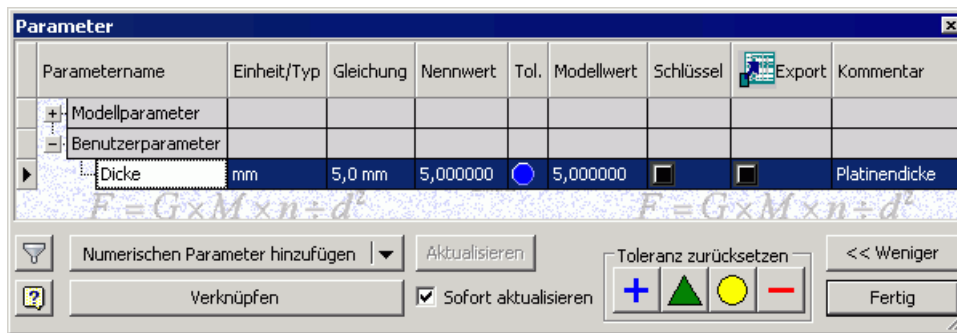 Parameter
Parametername Einheit/Typ Gleichung Nennwert Tol. Modellwert Schlüssel Export Kommentar
Modellparameter
Benutzerparameter
Dicke mm 5,0 mm 5,000000 5,000000 Platinendicke
F = G × M × n ÷ d² F = G × M × n ÷ d²
Numerischen Parameter hinzufügen Aktualisieren Toleranz zurücksetzen << Weniger
Verknüpfen Sofort aktualisieren Fertig